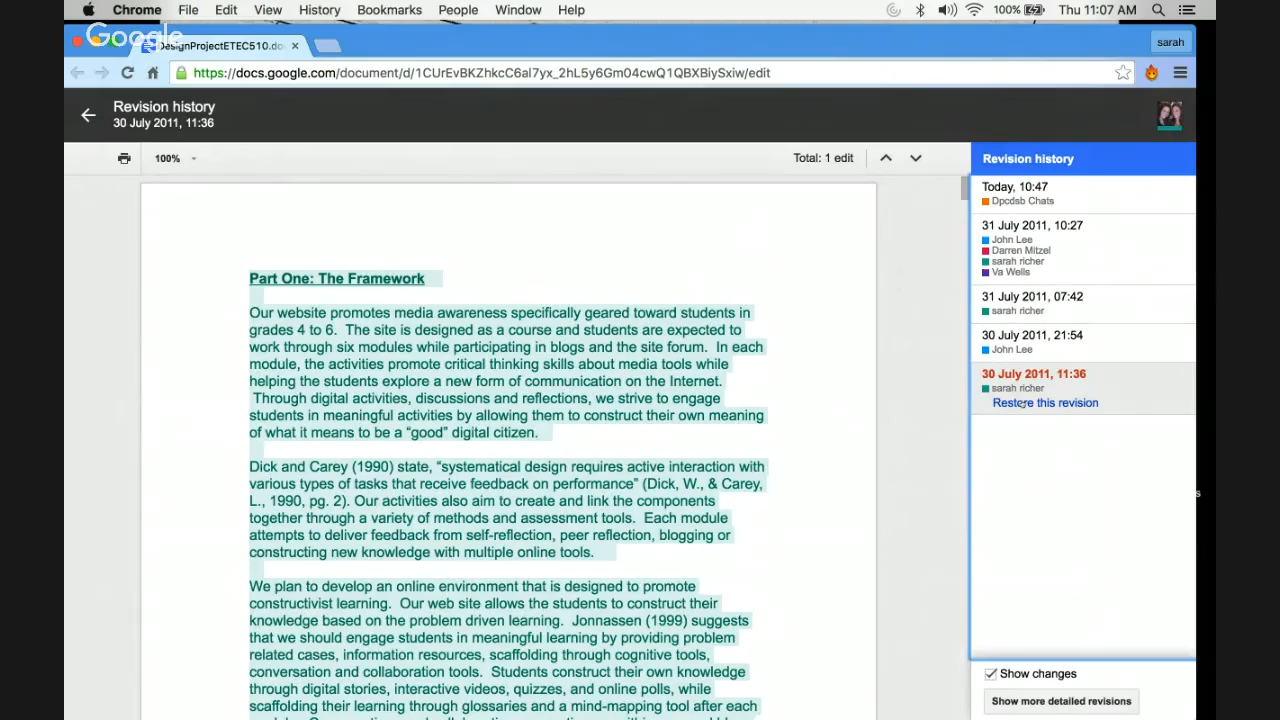 Chrome File Edit View History Bookmarks People Window Help 100% Thu 11:07 AM
Google
DesignProjectETEC510.do
sarah
https://docs.google.com/document/d/1CUrEvBKZhkcC6al7yx_2hL5y6Gm04cwQ1QBXBiySxiw/edit
Revision history
30 July 2011, 11:36
100%
Total: 1 edit
Part One: The Framework
Our website promotes media awareness specifically geared toward students in
grades 4 to 6. The site is designed as a course and students are expected to
work through six modules while participating in blogs and the site forum. In each
module, the activities promote critical thinking skills about media tools while
helping the students explore a new form of communication on the Internet.
Through digital activities, discussions and reflections, we strive to engage
students in meaningful activities by allowing them to construct their own meaning
of what it means to be a “good” digital citizen.
Dick and Carey (1990) state, “systematical design requires active interaction with
various types of tasks that receive feedback on performance” (Dick, W., & Carey,
L., 1990, pg. 2). Our activities also aim to create and link the components
together through a variety of methods and assessment tools. Each module
attempts to deliver feedback from self-reflection, peer reflection, blogging or
constructing new knowledge with multiple online tools.
We plan to develop an online environment that is designed to promote
constructivist learning. Our web site allows the students to construct their
knowledge based on the problem driven learning. Jonnassen (1999) suggests
that we should engage students in meaningful learning by providing problem
related cases, information resources, scaffolding through cognitive tools,
conversation and collaboration tools. Students construct their own knowledge
through digital stories, interactive videos, quizzes, and online polls, while
scaffolding their learning through glossaries and a mind-mapping tool after each
Revision history
Today, 10:47
Dpcdsb Chats
31 July 2011, 10:27
John Lee
Darren Mitzel
sarah richer
Va Wells
31 July 2011, 07:42
sarah richer
30 July 2011, 21:54
John Lee
30 July 2011, 11:36
sarah richer
Restore this revision
s
Show changes
Show more detailed revisions